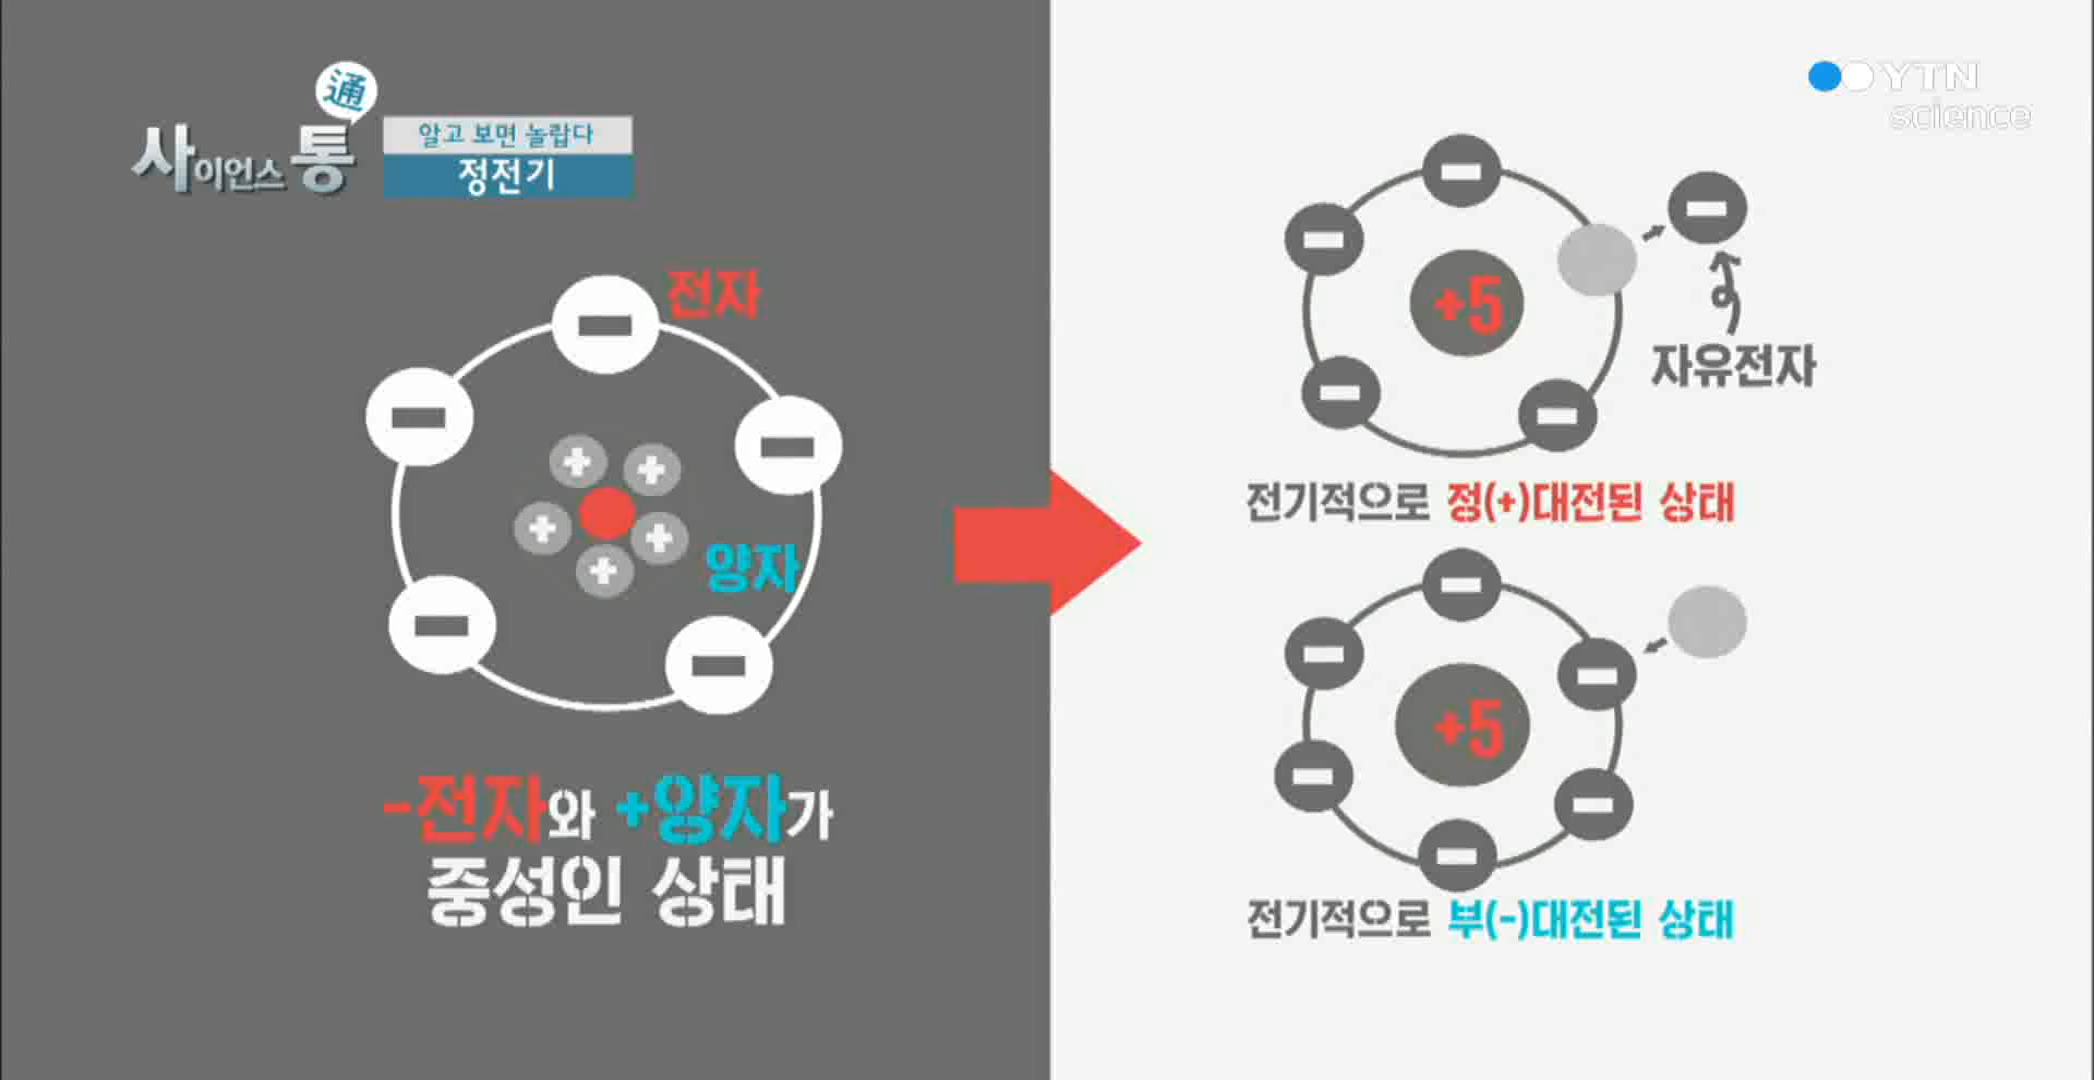 通
사이언스 통
알고 보면 놀랍다
정전기
YTN
science
전자
양자
-전자와 +양자가
중성인 상태
+5
자유전자
전기적으로 정(+)대전된 상태
+5
전기적으로 부(-)대전된 상태